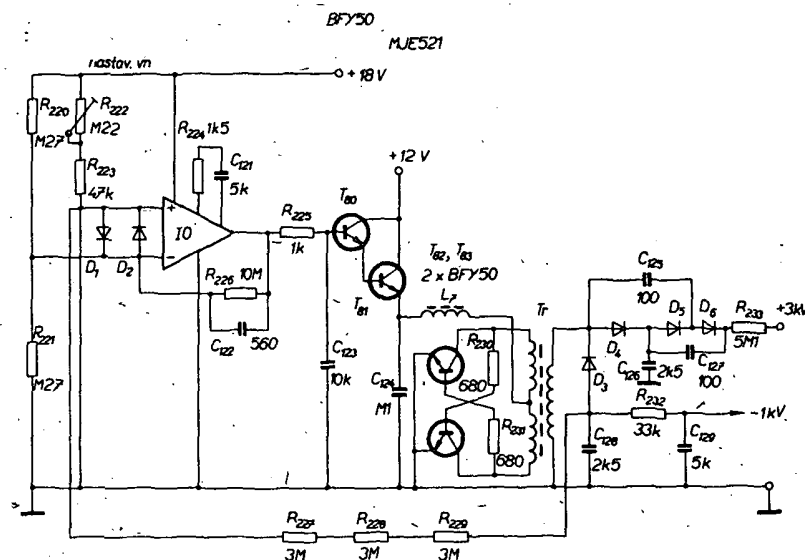 BFY50
MJE521
nastav. vn
+18V
R220
M27
R222
M22
R223
47k
R224 1k5
C121
5k
+12V
T80
T81
R225
1k
IO
+
−
D1
D2
R226 10M
C122 560
C123
10k
T82, T83
2 x BFY50
L
C124
M1
R230
680
R231
680
Tr
C125
100
D4
D5
D6
R233
5M1
+3kV
D3
C126
2k5
C127
100
R232
33k
−1kV
C128
2k5
C129
5k
R221
M27
R227
3M
R228
3M
R229
3M